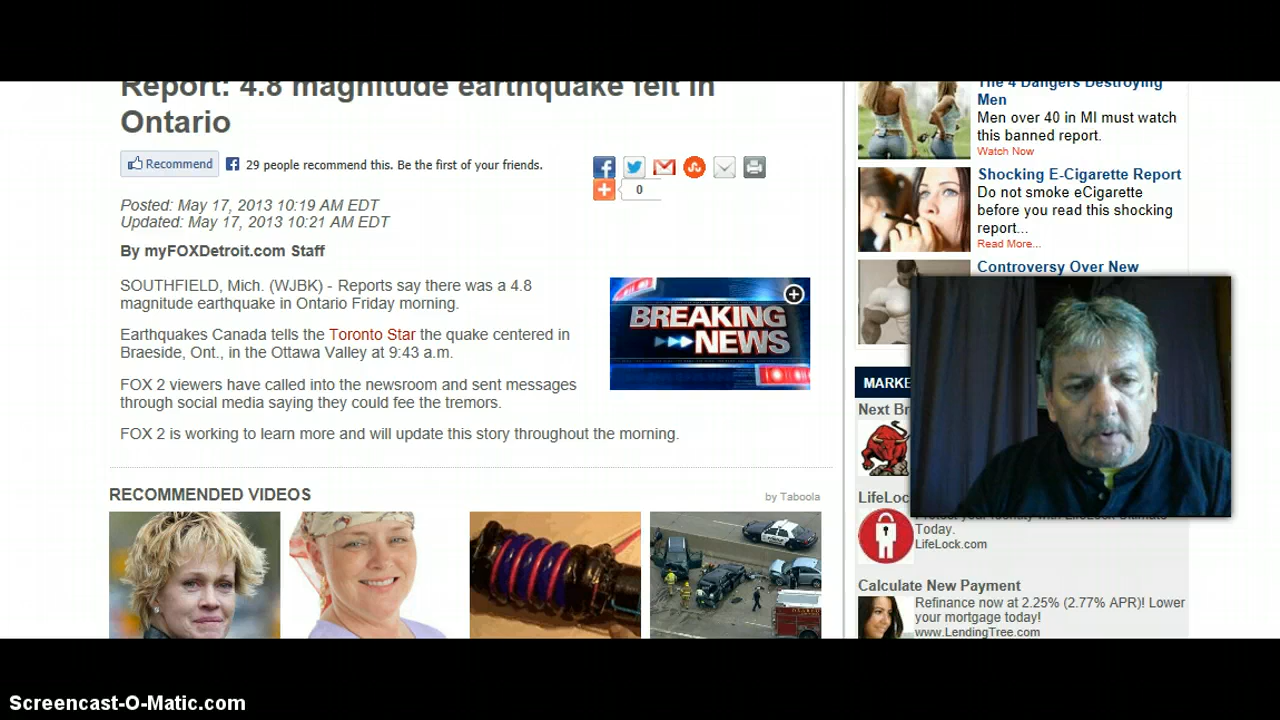 Report: 4.8 magnitude earthquake felt in
Ontario
Recommend
29 people recommend this. Be the first of your friends.
0
Posted: May 17, 2013 10:19 AM EDT
Updated: May 17, 2013 10:21 AM EDT
By myFOXDetroit.com Staff
SOUTHFIELD, Mich. (WJBK) - Reports say there was a 4.8
magnitude earthquake in Ontario Friday morning.
Earthquakes Canada tells the Toronto Star the quake centered in
Braeside, Ont., in the Ottawa Valley at 9:43 a.m.
FOX 2 viewers have called into the newsroom and sent messages
through social media saying they could fee the tremors.
FOX 2 is working to learn more and will update this story throughout the morning.
BREAKING
NEWS
RECOMMENDED VIDEOS
by Taboola
The 4 Dangers Destroying
Men
Men over 40 in MI must watch
this banned report.
Watch Now
Shocking E-Cigarette Report
Do not smoke eCigarette
before you read this shocking
report...
Read More...
Controversy Over New
MARKE
Next Br
LifeLoc
Protect your identity with LifeLock Ultimate
Today.
LifeLock.com
Calculate New Payment
Refinance now at 2.25% (2.77% APR)! Lower
your mortgage today!
www.LendingTree.com
Screencast-O-Matic.com